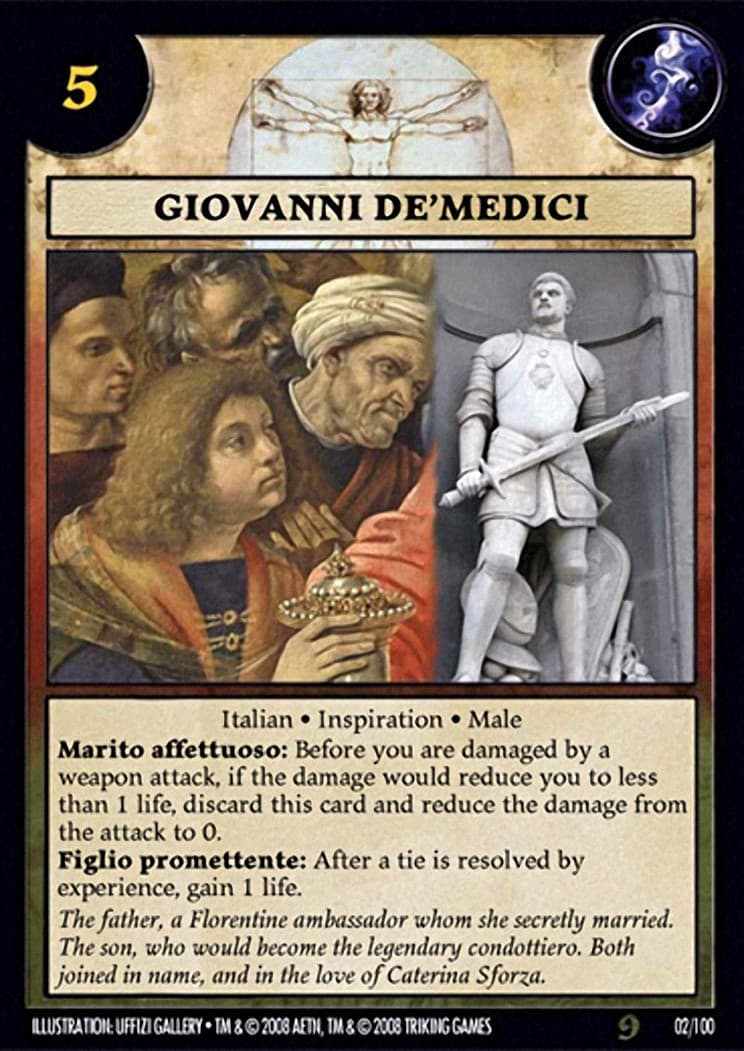 5
GIOVANNI DE'MEDICI
Italian • Inspiration • Male
Marito affettuoso: Before you are damaged by a
weapon attack, if the damage would reduce you to less
than 1 life, discard this card and reduce the damage from
the attack to 0.
Figlio promettente: After a tie is resolved by
experience, gain 1 life.
The father, a Florentine ambassador whom she secretly married.
The son, who would become the legendary condottiero. Both
joined in name, and in the love of Caterina Sforza.
ILLUSTRATION: UFFIZI GALLERY • TM & © 2008 AETN, TM & © 2008 TRIKING GAMES 9 02/100